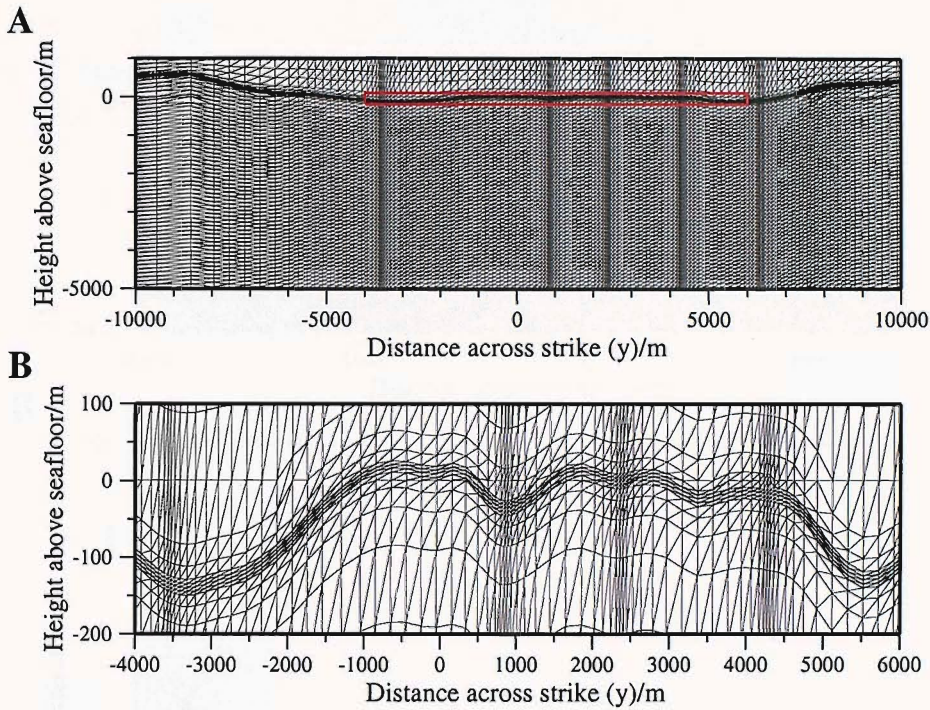 A
Height above seafloor/m
0
-5000
-10000 -5000 0 5000 10000
Distance across strike (y)/m
B
Height above seafloor/m
100
0
-100
-200
-4000 -3000 -2000 -1000 0 1000 2000 3000 4000 5000 6000
Distance across strike (y)/m